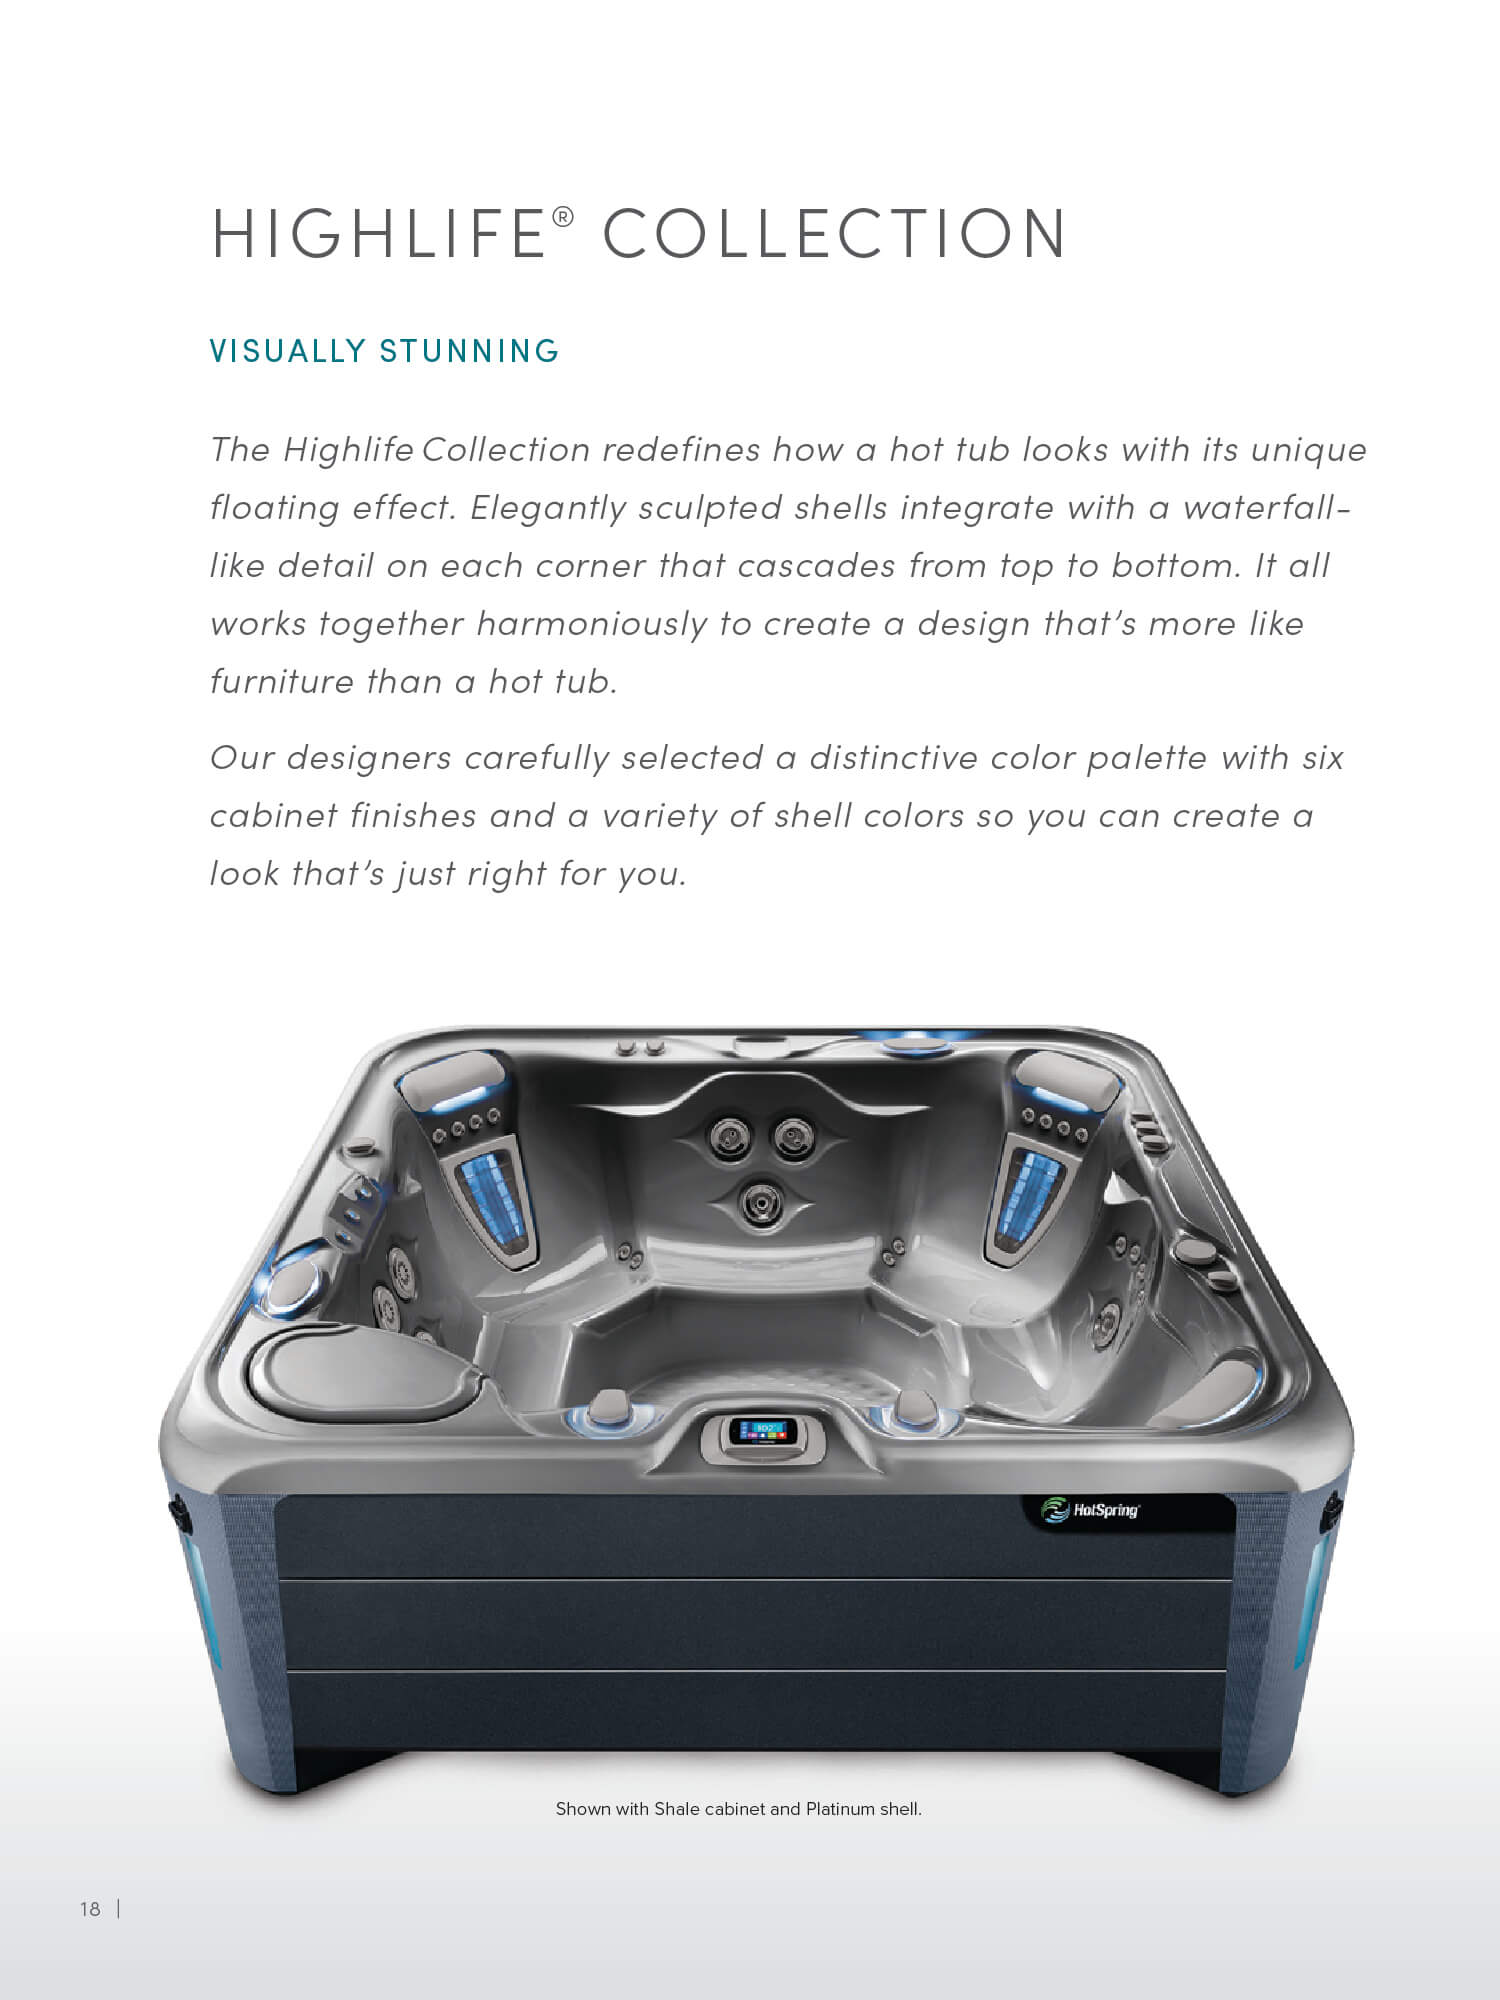 HIGHLIFE® COLLECTION
VISUALLY STUNNING
The Highlife Collection redefines how a hot tub looks with its unique
floating effect. Elegantly sculpted shells integrate with a waterfall-
like detail on each corner that cascades from top to bottom. It all
works together harmoniously to create a design that’s more like
furniture than a hot tub.
Our designers carefully selected a distinctive color palette with six
cabinet finishes and a variety of shell colors so you can create a
look that’s just right for you.
HotSpring®
Shown with Shale cabinet and Platinum shell.
18 |